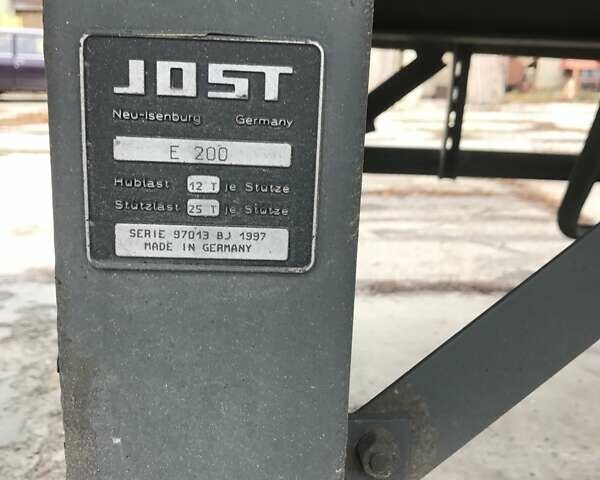 JOST
Neu-Isenburg Germany
E 200
Hublast 12 T je Stütze
Stützlast 25 T je Stütze
SERIE 97013 BJ 1997
MADE IN GERMANY